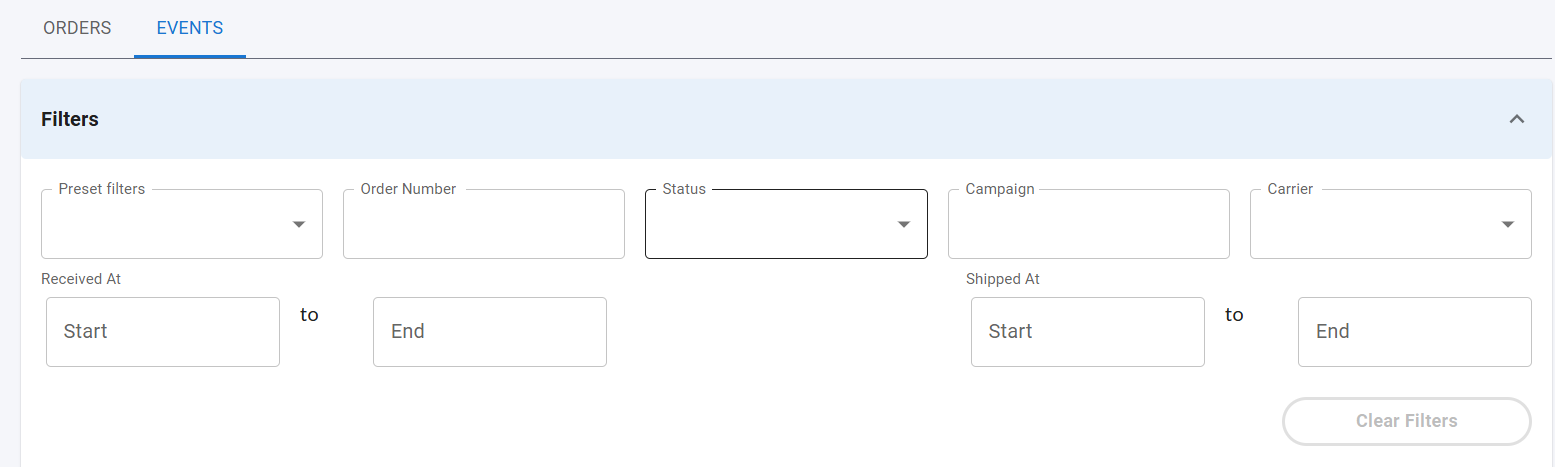 ORDERS EVENTS
Filters
Preset filters Order Number Status Campaign Carrier
Received At Shipped At
Start to End Start to End
Clear Filters